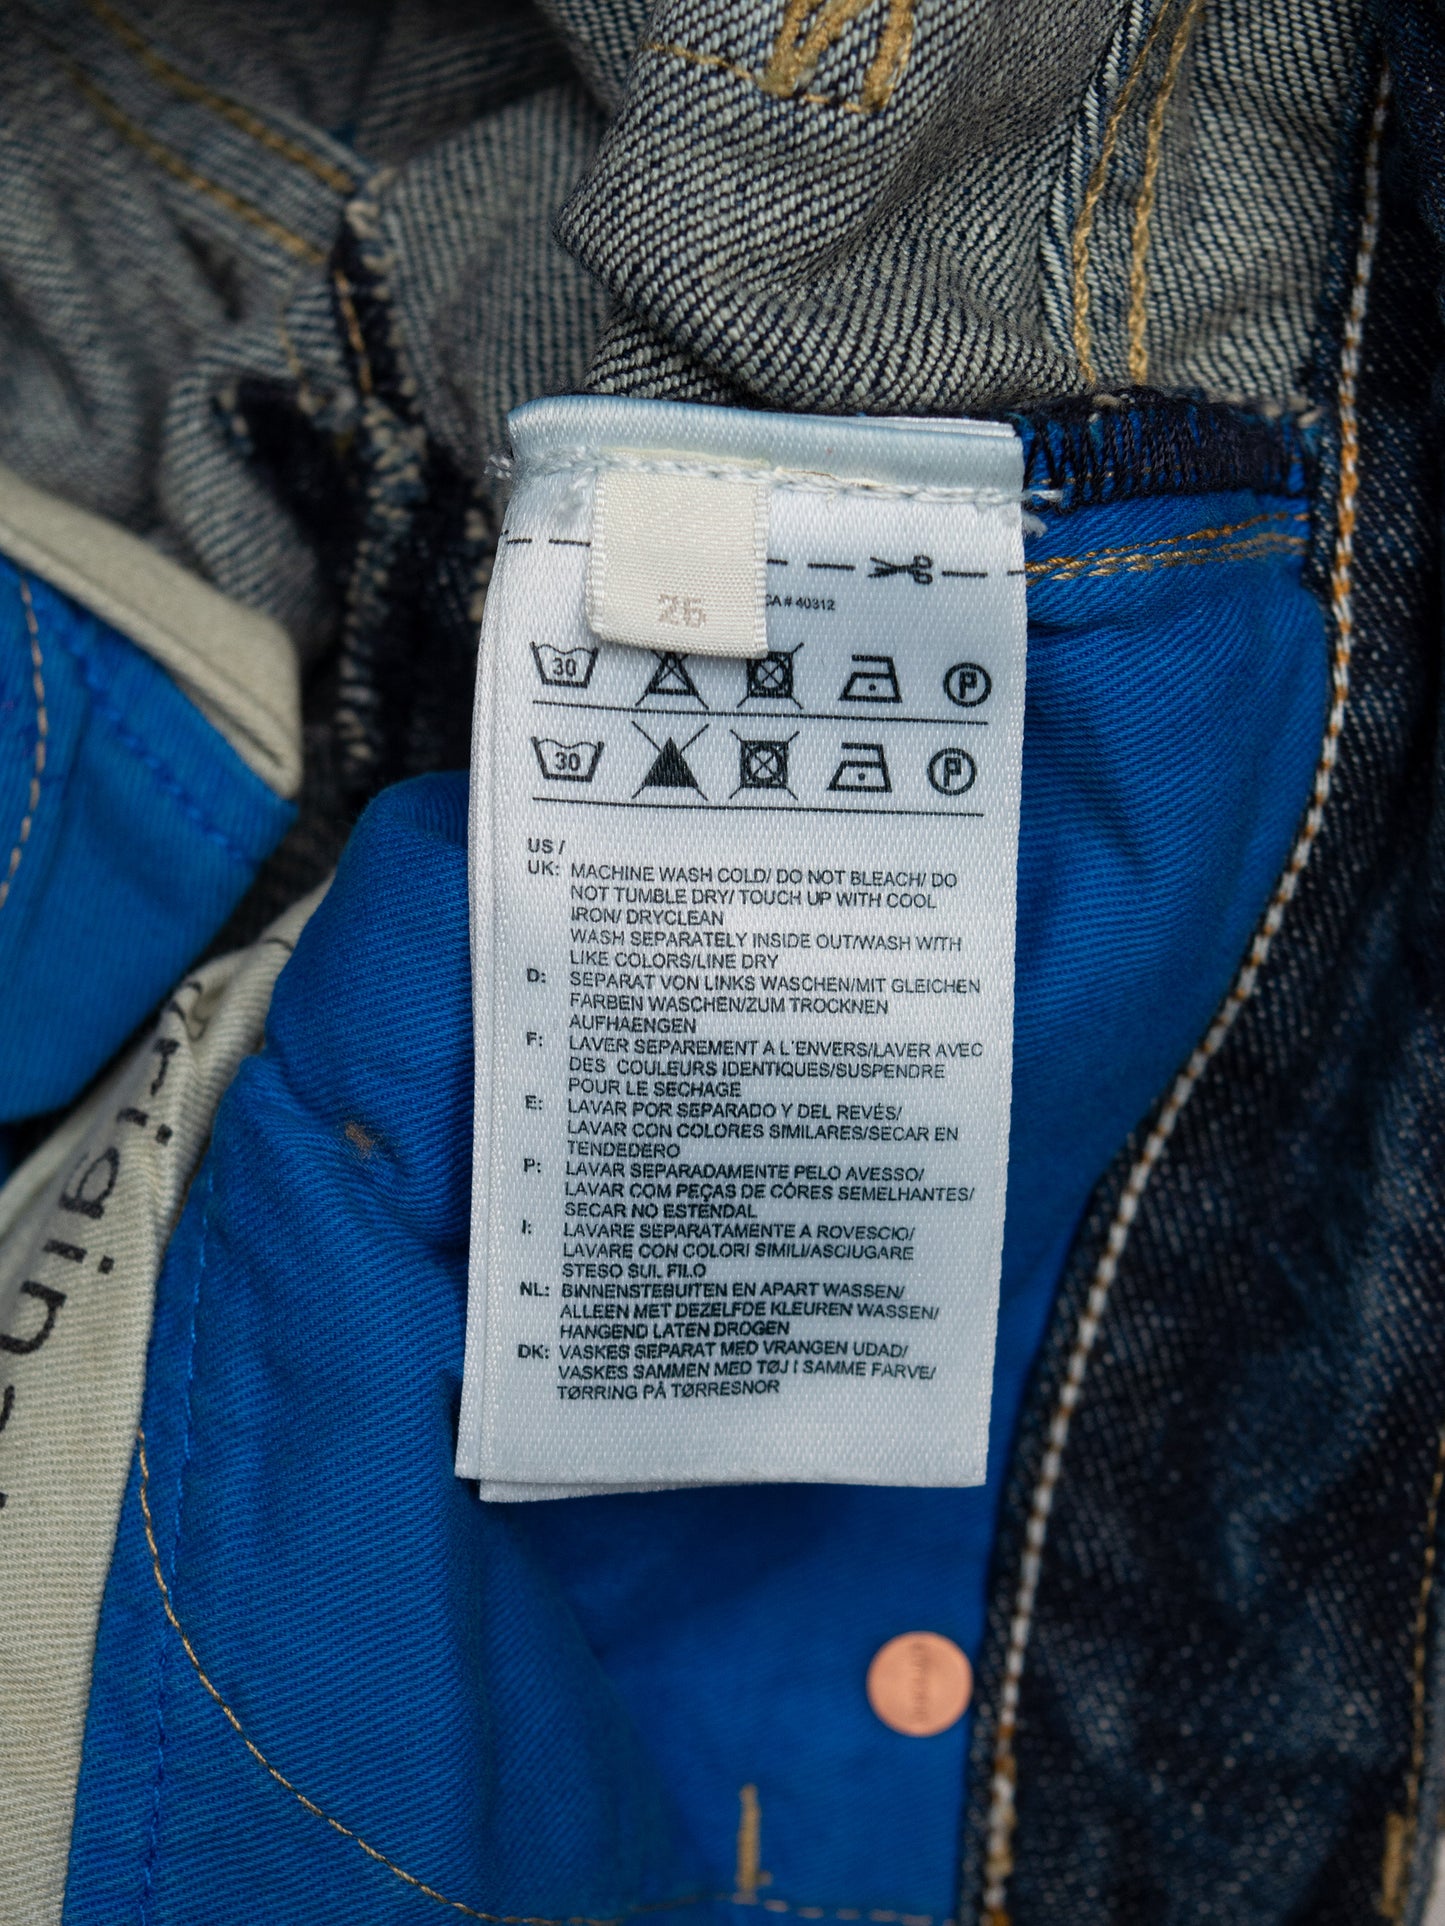 26
CA # 40312
30 P
30 P
US /
UK: MACHINE WASH COLD/ DO NOT BLEACH/ DO
NOT TUMBLE DRY/ TOUCH UP WITH COOL
IRON/ DRYCLEAN
WASH SEPARATELY INSIDE OUT/WASH WITH
LIKE COLORS/LINE DRY
D: SEPARAT VON LINKS WASCHEN/MIT GLEICHEN
FARBEN WASCHEN/ZUM TROCKNEN
AUFHAENGEN
F: LAVER SEPAREMENT A L'ENVERS/LAVER AVEC
DES COULEURS IDENTIQUES/SUSPENDRE
POUR LE SECHAGE
E: LAVAR POR SEPARADO Y DEL REVÉS/
LAVAR CON COLORES SIMILARES/SECAR EN
TENDEDERO
P: LAVAR SEPARADAMENTE PELO AVESSO/
LAVAR COM PEÇAS DE CÔRES SEMELHANTES/
SECAR NO ESTENDAL
I: LAVARE SEPARATAMENTE A ROVESCIO/
LAVARE CON COLORI SIMILI/ASCIUGARE
STESO SUL FILO
NL: BINNENSTEBUITEN EN APART WASSEN/
ALLEEN MET DEZELFDE KLEUREN WASSEN/
HANGEND LATEN DROGEN
DK: VASKES SEPARAT MED VRANGEN UDAD/
VASKES SAMMEN MED TØJ I SAMME FARVE/
TØRRING PÅ TØRRESNOR